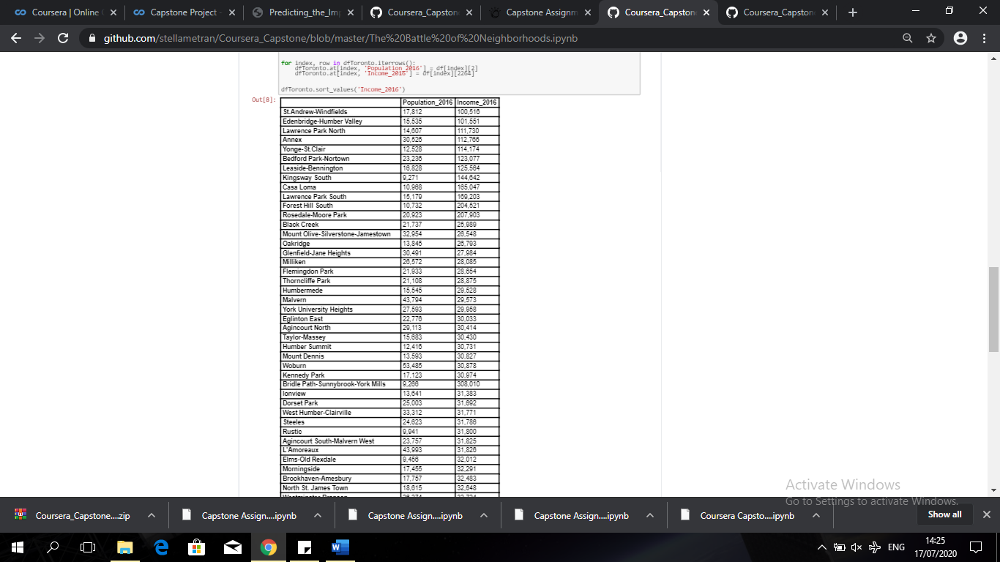 Coursera | Online
Capstone Project -
Predicting_the_Im
Coursera_Capston
Capstone Assignm
Coursera_Capston
Coursera_Capston
github.com/stellametran/Coursera_Capstone/blob/master/The%20Battle%20of%20Neighborhoods.ipynb
for index, row in dfToronto.iterrows():
dfToronto.at[index, 'Population_2016'] = df[index][2]
dfToronto.at[index, 'Income_2016'] = df[index][2264]
dfToronto.sort_values('Income_2016')
Out[8]:
Population_2016 Income_2016
St.Andrew-Windfields 17,812 100,516
Edenbridge-Humber Valley 15,535 101,551
Lawrence Park North 14,607 111,730
Annex 30,526 112,766
Yonge-St.Clair 12,528 114,174
Bedford Park-Nortown 23,236 123,077
Leaside-Bennington 16,828 125,564
Kingsway South 9,271 144,642
Casa Loma 10,968 165,047
Lawrence Park South 15,179 169,203
Forest Hill South 10,732 204,521
Rosedale-Moore Park 20,923 207,903
Black Creek 21,737 25,989
Mount Olive-Silverstone-Jamestown 32,954 26,548
Oakridge 13,845 26,793
Glenfield-Jane Heights 30,491 27,984
Milliken 26,572 28,085
Flemingdon Park 21,933 28,654
Thorncliffe Park 21,108 28,875
Humbermede 15,545 29,528
Malvern 43,794 29,573
York University Heights 27,593 29,958
Eglinton East 22,776 30,033
Agincourt North 29,113 30,414
Taylor-Massey 15,683 30,430
Humber Summit 12,416 30,731
Mount Dennis 13,593 30,827
Woburn 53,485 30,878
Kennedy Park 17,123 30,974
Bridle Path-Sunnybrook-York Mills 9,266 308,010
Ionview 13,641 31,383
Dorset Park 25,003 31,692
West Humber-Clairville 33,312 31,771
Steeles 24,623 31,786
Rustic 9,941 31,800
Agincourt South-Malvern West 23,757 31,825
L'Amoreaux 43,993 31,826
Elms-Old Rexdale 9,456 32,012
Morningside 17,455 32,291
Brookhaven-Amesbury 17,757 32,483
North St. James Town 18,615 32,648
Activate Windows
Go to Settings to activate Windows.
Coursera_Capstone....zip
Capstone Assign....ipynb
Capstone Assign....ipynb
Capstone Assign....ipynb
Coursera Capsto....ipynb
Show all
ENG
14:25
17/07/2020